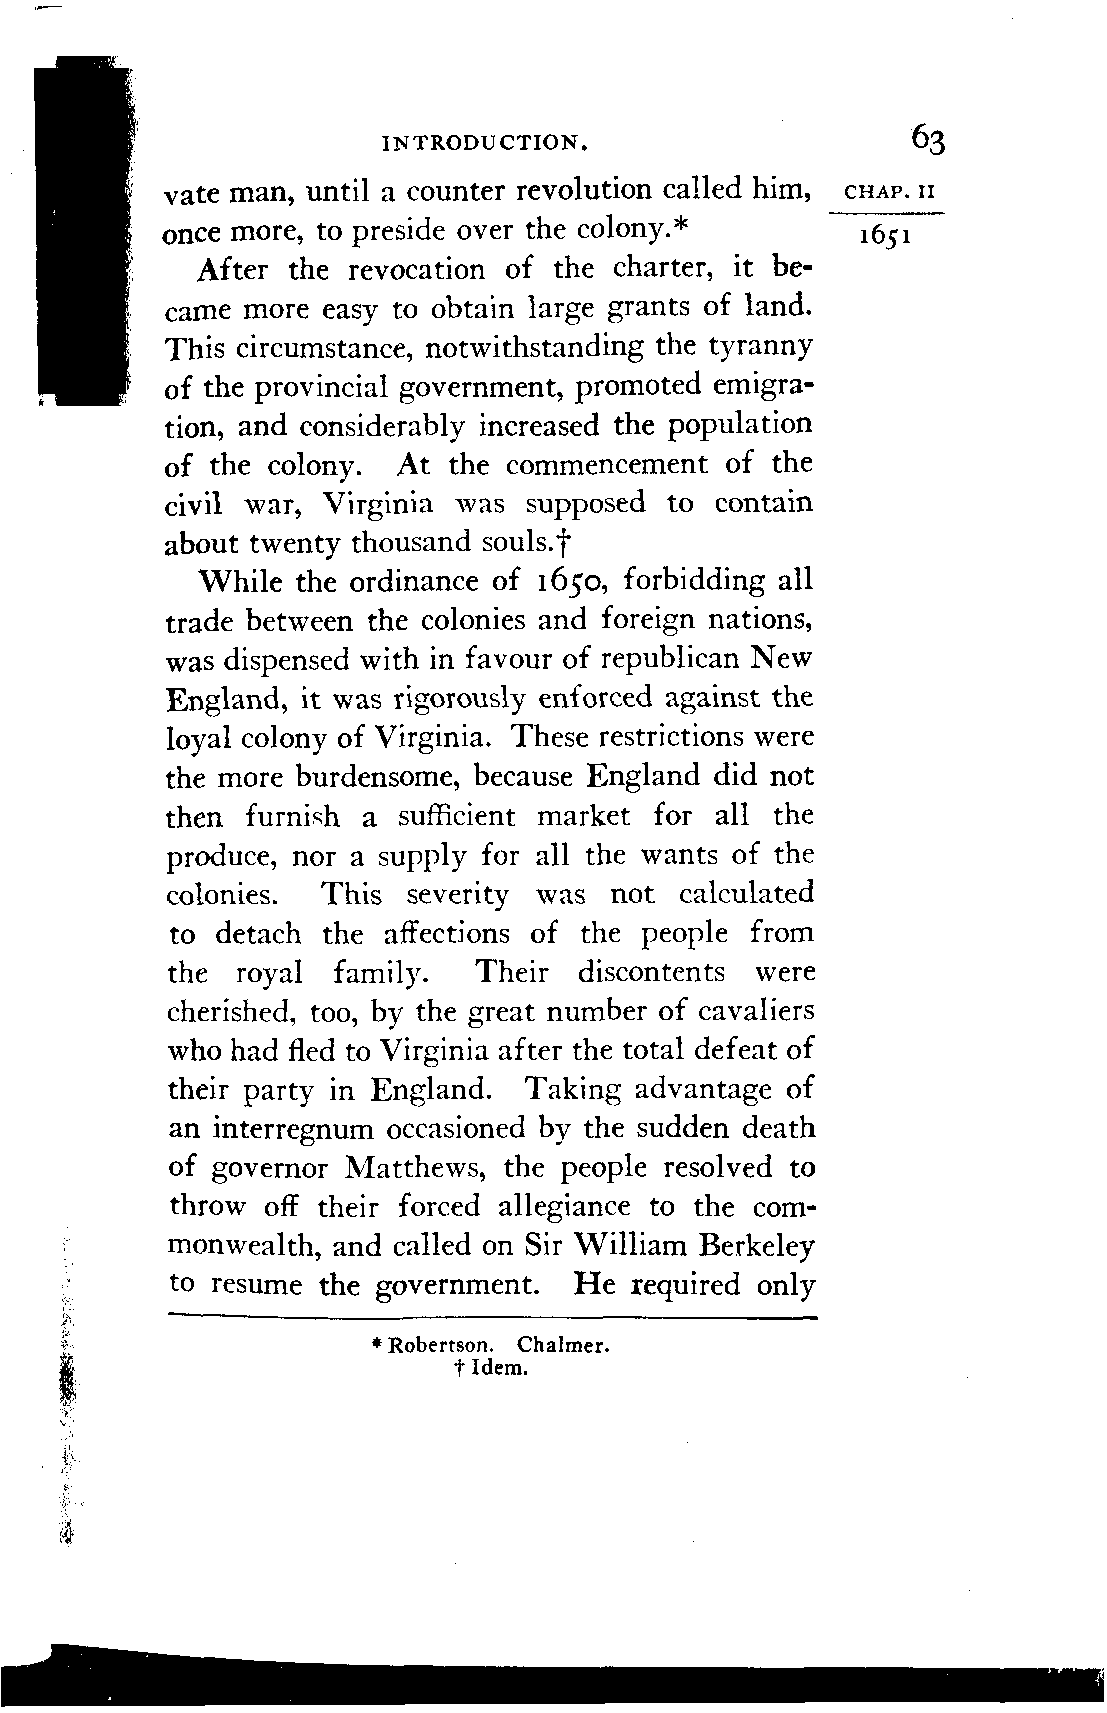 INTRODUCTION. 63
vate man, until a counter revolution called him,
once more, to preside over the colony.*
CHAP. II
1651
After the revocation of the charter, it be-
came more easy to obtain large grants of land.
This circumstance, notwithstanding the tyranny
of the provincial government, promoted emigra-
tion, and considerably increased the population
of the colony. At the commencement of the
civil war, Virginia was supposed to contain
about twenty thousand souls.†
While the ordinance of 1650, forbidding all
trade between the colonies and foreign nations,
was dispensed with in favour of republican New
England, it was rigorously enforced against the
loyal colony of Virginia. These restrictions were
the more burdensome, because England did not
then furnish a sufficient market for all the
produce, nor a supply for all the wants of the
colonies. This severity was not calculated
to detach the affections of the people from
the royal family. Their discontents were
cherished, too, by the great number of cavaliers
who had fled to Virginia after the total defeat of
their party in England. Taking advantage of
an interregnum occasioned by the sudden death
of governor Matthews, the people resolved to
throw off their forced allegiance to the com-
monwealth, and called on Sir William Berkeley
to resume the government. He required only
* Robertson. Chalmer.
† Idem.